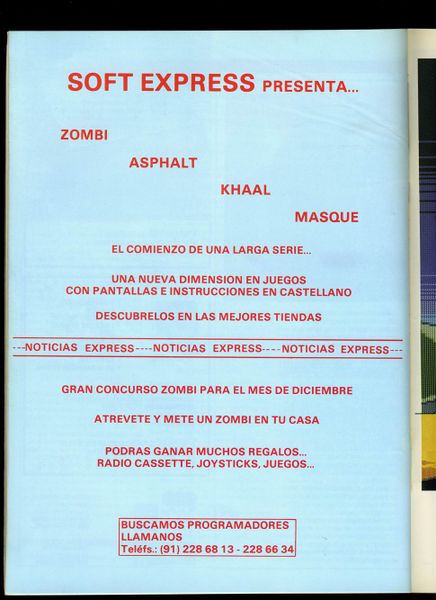 SOFT EXPRESS PRESENTA...
ZOMBI
ASPHALT
KHAAL
MASQUE
EL COMIENZO DE UNA LARGA SERIE...
UNA NUEVA DIMENSION EN JUEGOS
CON PANTALLAS E INSTRUCCIONES EN CASTELLANO
DESCUBRELOS EN LAS MEJORES TIENDAS
---NOTICIAS EXPRESS----NOTICIAS EXPRESS----NOTICIAS EXPRESS---
GRAN CONCURSO ZOMBI PARA EL MES DE DICIEMBRE
ATREVETE Y METE UN ZOMBI EN TU CASA
PODRAS GANAR MUCHOS REGALOS...
RADIO CASSETTE, JOYSTICKS, JUEGOS...
BUSCAMOS PROGRAMADORES
LLAMANOS
Teléfs.: (91) 228 68 13 - 228 66 34